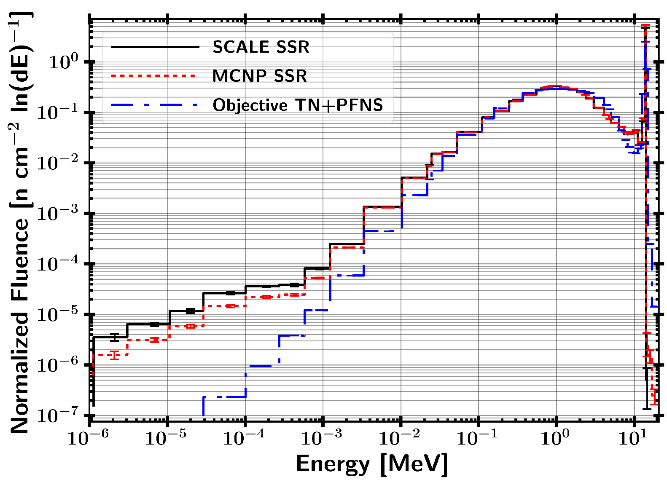 SCALE SSR
MCNP SSR
Objective TN+PFNS
Normalized Fluence [n cm⁻² ln(dE)⁻¹]
10⁰
10⁻¹
10⁻²
10⁻³
10⁻⁴
10⁻⁵
10⁻⁶
10⁻⁷
10⁻⁶ 10⁻⁵ 10⁻⁴ 10⁻³ 10⁻² 10⁻¹ 10⁰ 10¹
Energy [MeV]